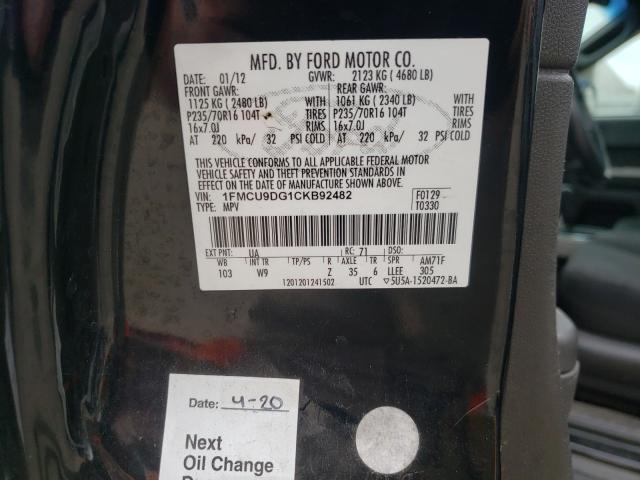 MFD. BY FORD MOTOR CO.
DATE: 01/12 GVWR: 2123 KG (4680 LB)
FRONT GAWR: REAR GAWR:
1125 KG (2480 LB) WITH 1061 KG (2340 LB) WITH
P235/70R16 104T TIRES P235/70R16 104T TIRES
16x7.0J RIMS 16x7.0J RIMS
AT 220 kPa/ 32 PSI COLD AT 220 kPa/ 32 PSI COLD
THIS VEHICLE CONFORMS TO ALL APPLICABLE FEDERAL MOTOR
VEHICLE SAFETY AND THEFT PREVENTION STANDARDS IN
EFFECT ON THE DATE OF MANUFACTURE SHOWN ABOVE.
VIN: 1FMCU9DG1CKB92482 F0129
TYPE: MPV T0330
EXT PNT: UA RC: 71 DSO:
WB INT TR TP/PS R AXLE TR SPR AM71F
103 W9 Z 35 6 LLEE 305
1201201241502 UTC ▽5U5A-1520472-BA
Date: 4-20
Next
Oil Change